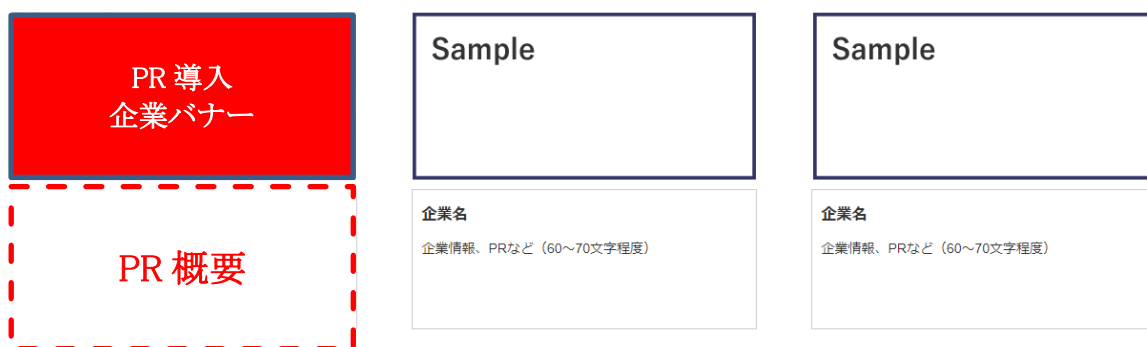 PR 導入
企業バナー
Sample
Sample
PR 概要
企業名
企業情報、PRなど（60～70文字程度）
企業名
企業情報、PRなど（60～70文字程度）